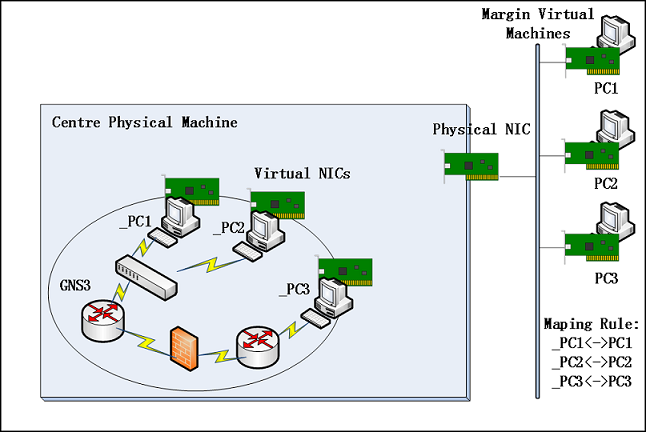 Margin Virtual
Machines
PC1
Centre Physical Machine
Physical NIC
Virtual NICs
PC2
_PC1
_PC2
PC3
_PC3
GNS3
Maping Rule:
_PC1<->PC1
_PC2<->PC2
_PC3<->PC3